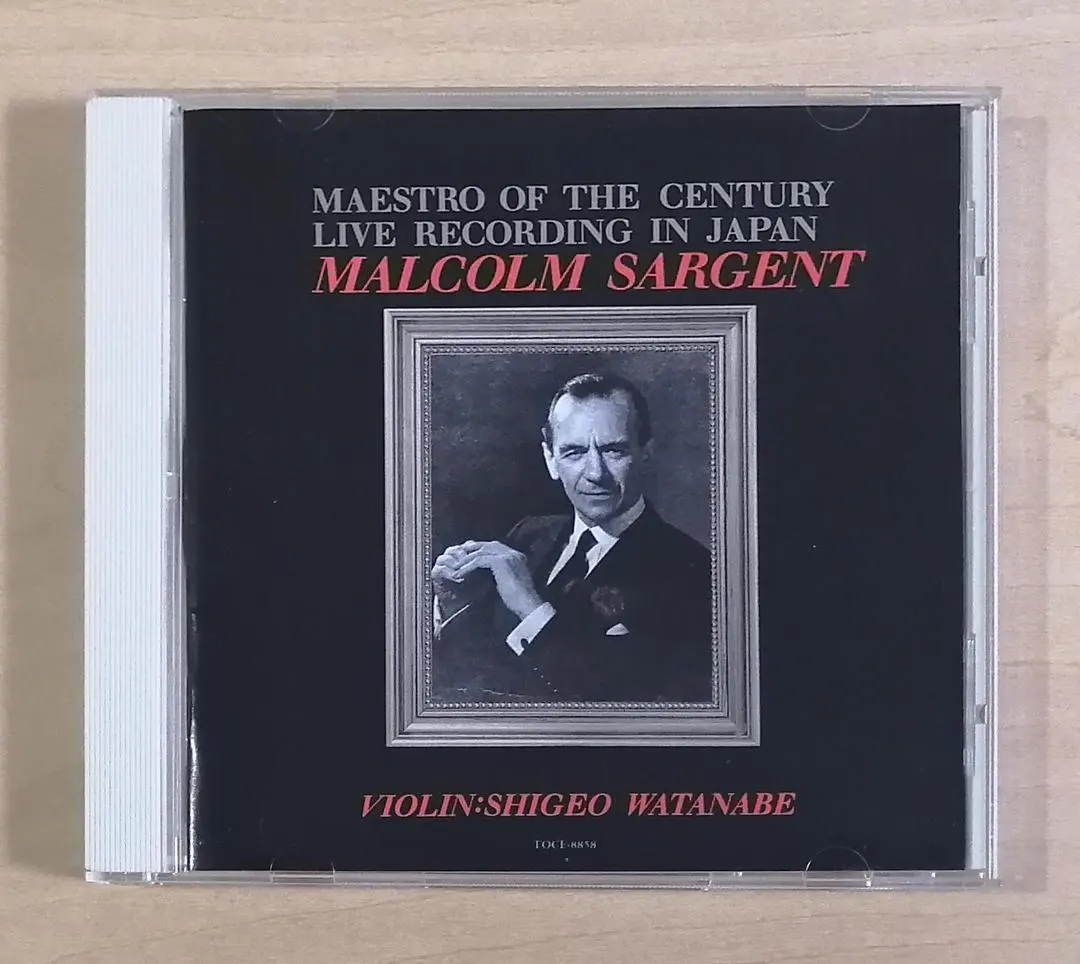 MAESTRO OF THE CENTURY
LIVE RECORDING IN JAPAN
MALCOLM SARGENT
VIOLIN:SHIGEO WATANABE
TOCE-8858